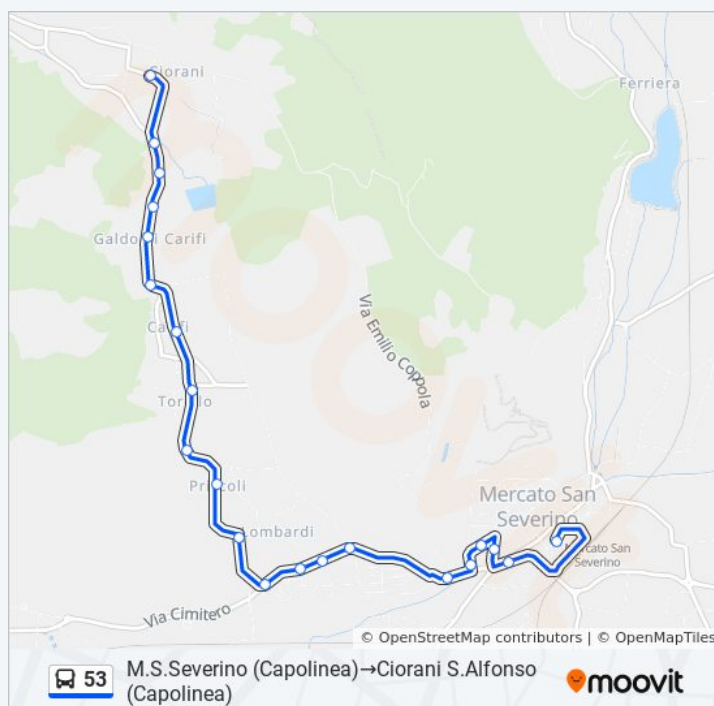 Ciorani
Ferriera
Galdo di Carifi
Via Emilio Coppola
Carifi
Torello
Priscoli
Mercato San
Severino
Lombardi
Mercato San
Severino
Via Cimitero
© OpenStreetMap contributors | © OpenMapTiles
53
M.S.Severino (Capolinea)→Ciorani S.Alfonso
(Capolinea)
moovit